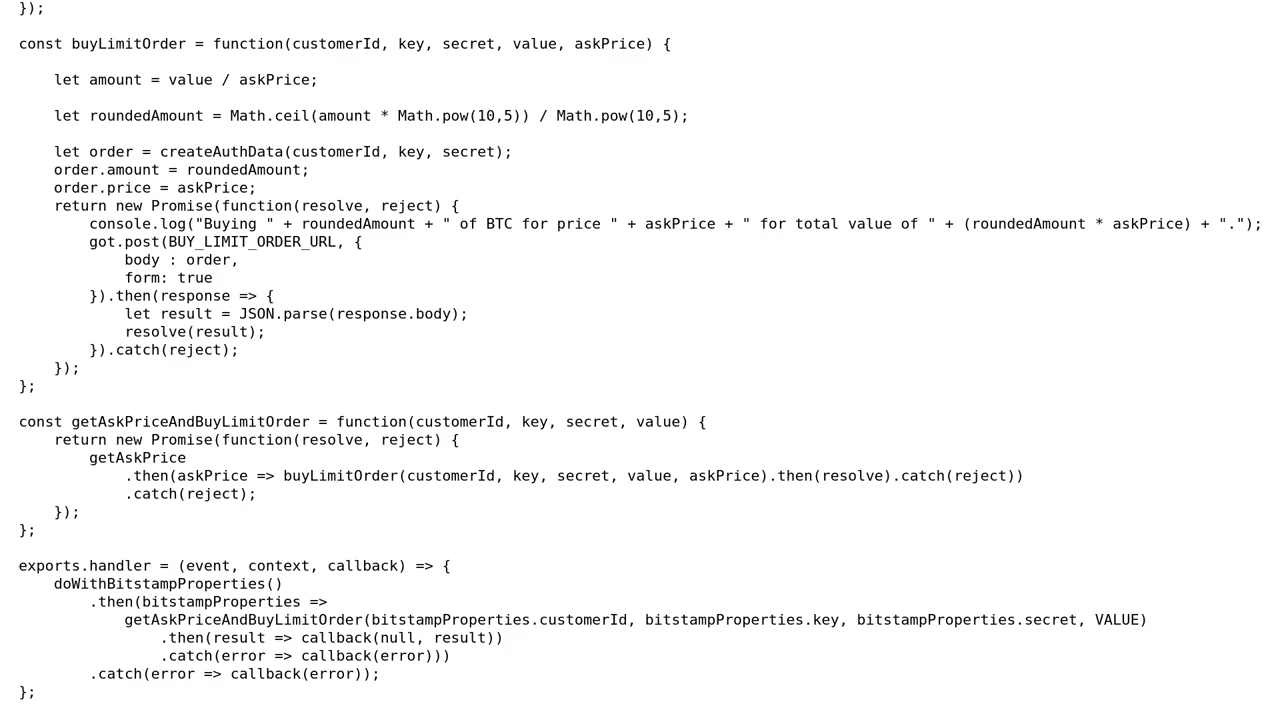 });
const buyLimitOrder = function(customerId, key, secret, value, askPrice) {
    let amount = value / askPrice;
    let roundedAmount = Math.ceil(amount * Math.pow(10,5)) / Math.pow(10,5);
    let order = createAuthData(customerId, key, secret);
    order.amount = roundedAmount;
    order.price = askPrice;
    return new Promise(function(resolve, reject) {
        console.log("Buying " + roundedAmount + " of BTC for price " + askPrice + " for total value of " + (roundedAmount * askPrice) + ".");
        got.post(BUY_LIMIT_ORDER_URL, {
            body : order,
            form: true
        }).then(response => {
            let result = JSON.parse(response.body);
            resolve(result);
        }).catch(reject);
    });
};
const getAskPriceAndBuyLimitOrder = function(customerId, key, secret, value) {
    return new Promise(function(resolve, reject) {
        getAskPrice
            .then(askPrice => buyLimitOrder(customerId, key, secret, value, askPrice).then(resolve).catch(reject))
            .catch(reject);
    });
};
exports.handler = (event, context, callback) => {
    doWithBitstampProperties()
        .then(bitstampProperties =>
            getAskPriceAndBuyLimitOrder(bitstampProperties.customerId, bitstampProperties.key, bitstampProperties.secret, VALUE)
                .then(result => callback(null, result))
                .catch(error => callback(error)))
        .catch(error => callback(error));
};